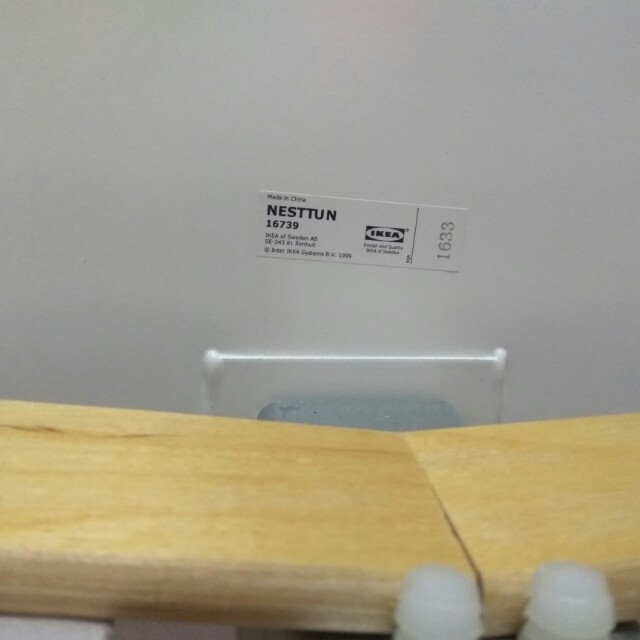 Made in China
NESTTUN
16739
IKEA of Sweden AB
SE-343 81 Älmhult
© Inter IKEA Systems B.V. 1999
IKEA®
Design and Quality
IKEA of Sweden
1633